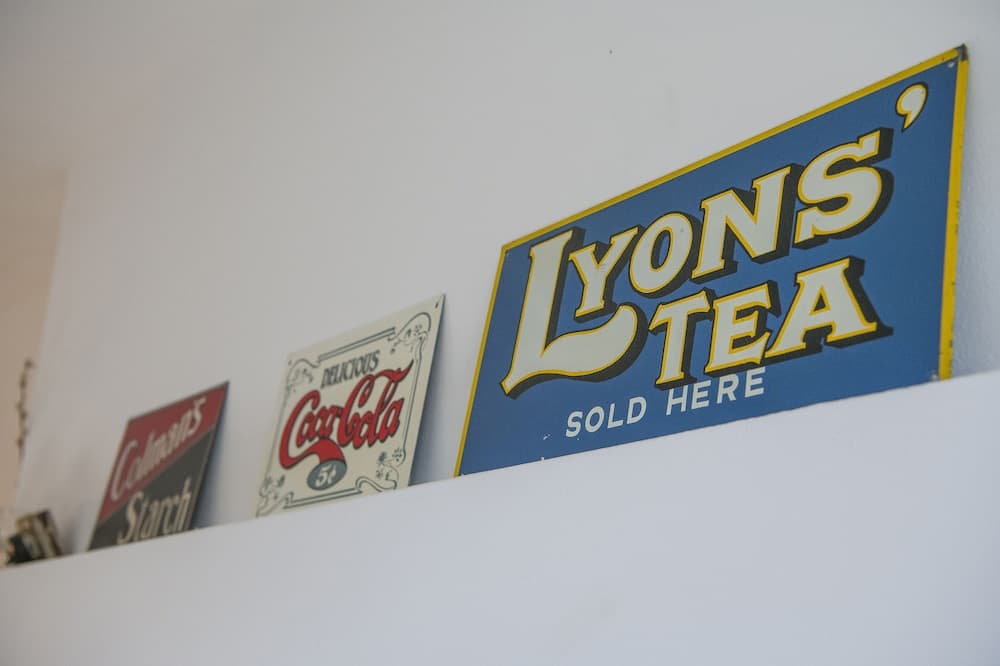 Colman's
Starch
DELICIOUS
Coca-Cola
5¢
LYONS'
TEA
SOLD HERE